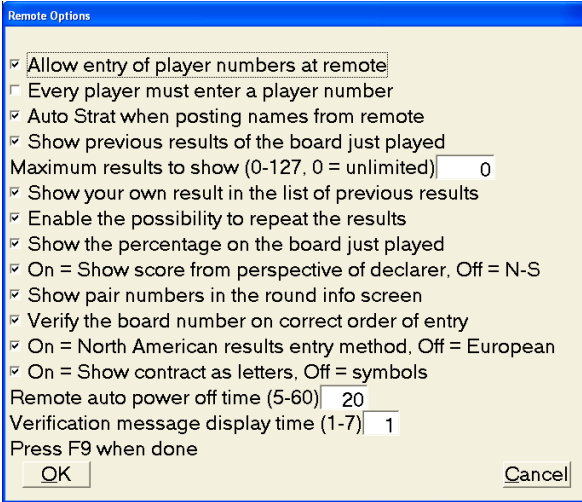 Remote Options
Allow entry of player numbers at remote
Every player must enter a player number
Auto Strat when posting names from remote
Show previous results of the board just played
Maximum results to show (0-127, 0 = unlimited) 0
Show your own result in the list of previous results
Enable the possibility to repeat the results
Show the percentage on the board just played
On = Show score from perspective of declarer, Off = N-S
Show pair numbers in the round info screen
Verify the board number on correct order of entry
On = North American results entry method, Off = European
On = Show contract as letters, Off = symbols
Remote auto power off time (5-60) 20
Verification message display time (1-7) 1
Press F9 when done
OK Cancel